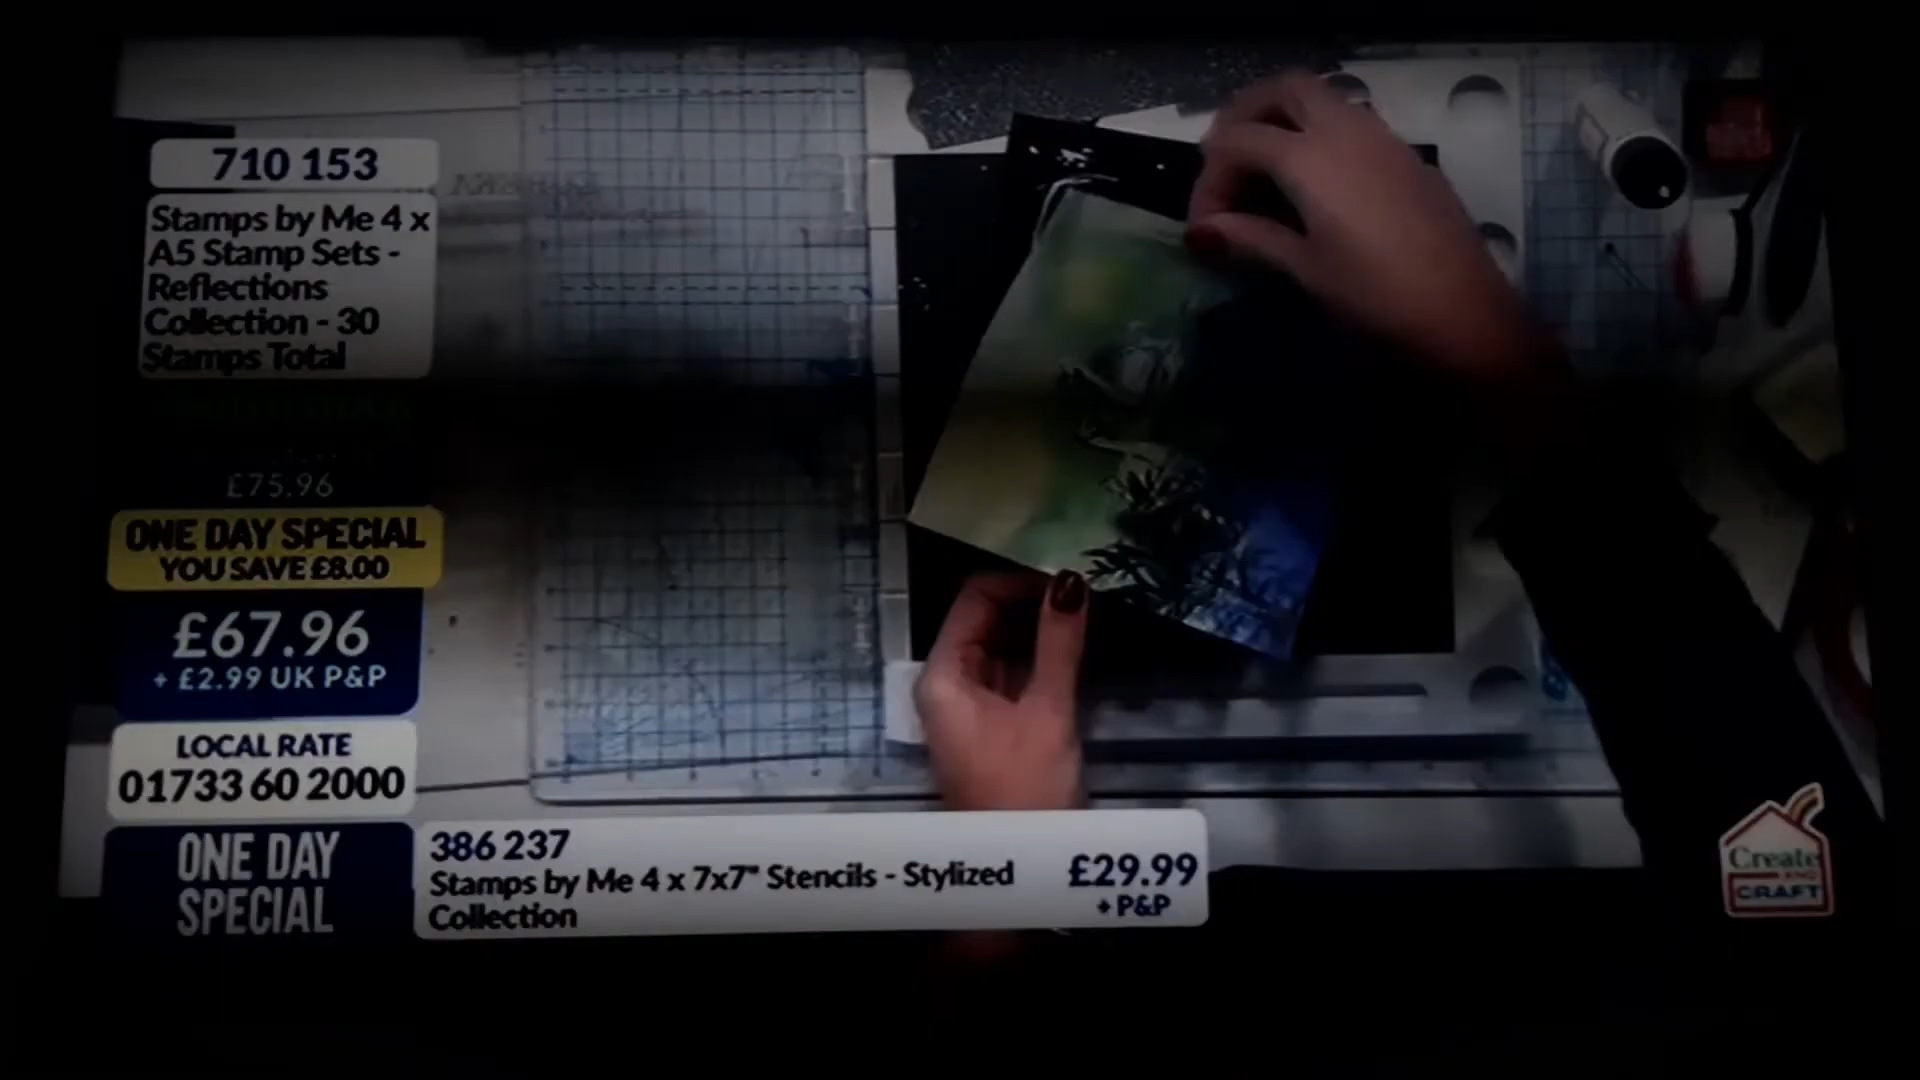 710 153
Stamps by Me 4 x
A5 Stamp Sets -
Reflections
Collection - 30
Stamps Total
£75.96
ONE DAY SPECIAL
YOU SAVE £8.00
£67.96
+ £2.99 UK P&P
LOCAL RATE
01733 60 2000
ONE DAY
SPECIAL
386 237
Stamps by Me 4 x 7x7" Stencils - Stylized
Collection
£29.99
+ P&P
Create
AND
CRAFT